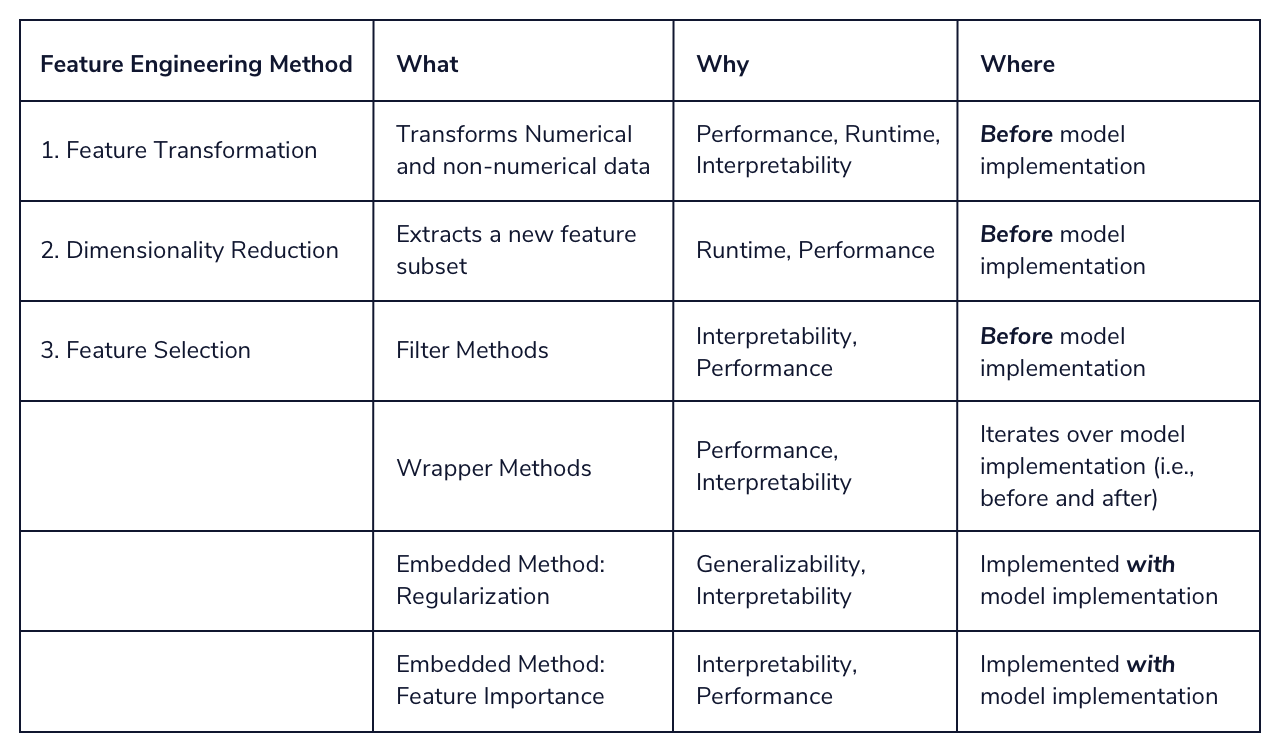 Feature Engineering Method
What
Why
Where
1. Feature Transformation
Transforms Numerical
and non-numerical data
Performance, Runtime,
Interpretability
Before model
implementation
2. Dimensionality Reduction
Extracts a new feature
subset
Runtime, Performance
Before model
implementation
3. Feature Selection
Filter Methods
Interpretability,
Performance
Before model
implementation
Wrapper Methods
Performance,
Interpretability
Iterates over model
implementation (i.e.,
before and after)
Embedded Method:
Regularization
Generalizability,
Interpretability
Implemented with
model implementation
Embedded Method:
Feature Importance
Interpretability,
Performance
Implemented with
model implementation